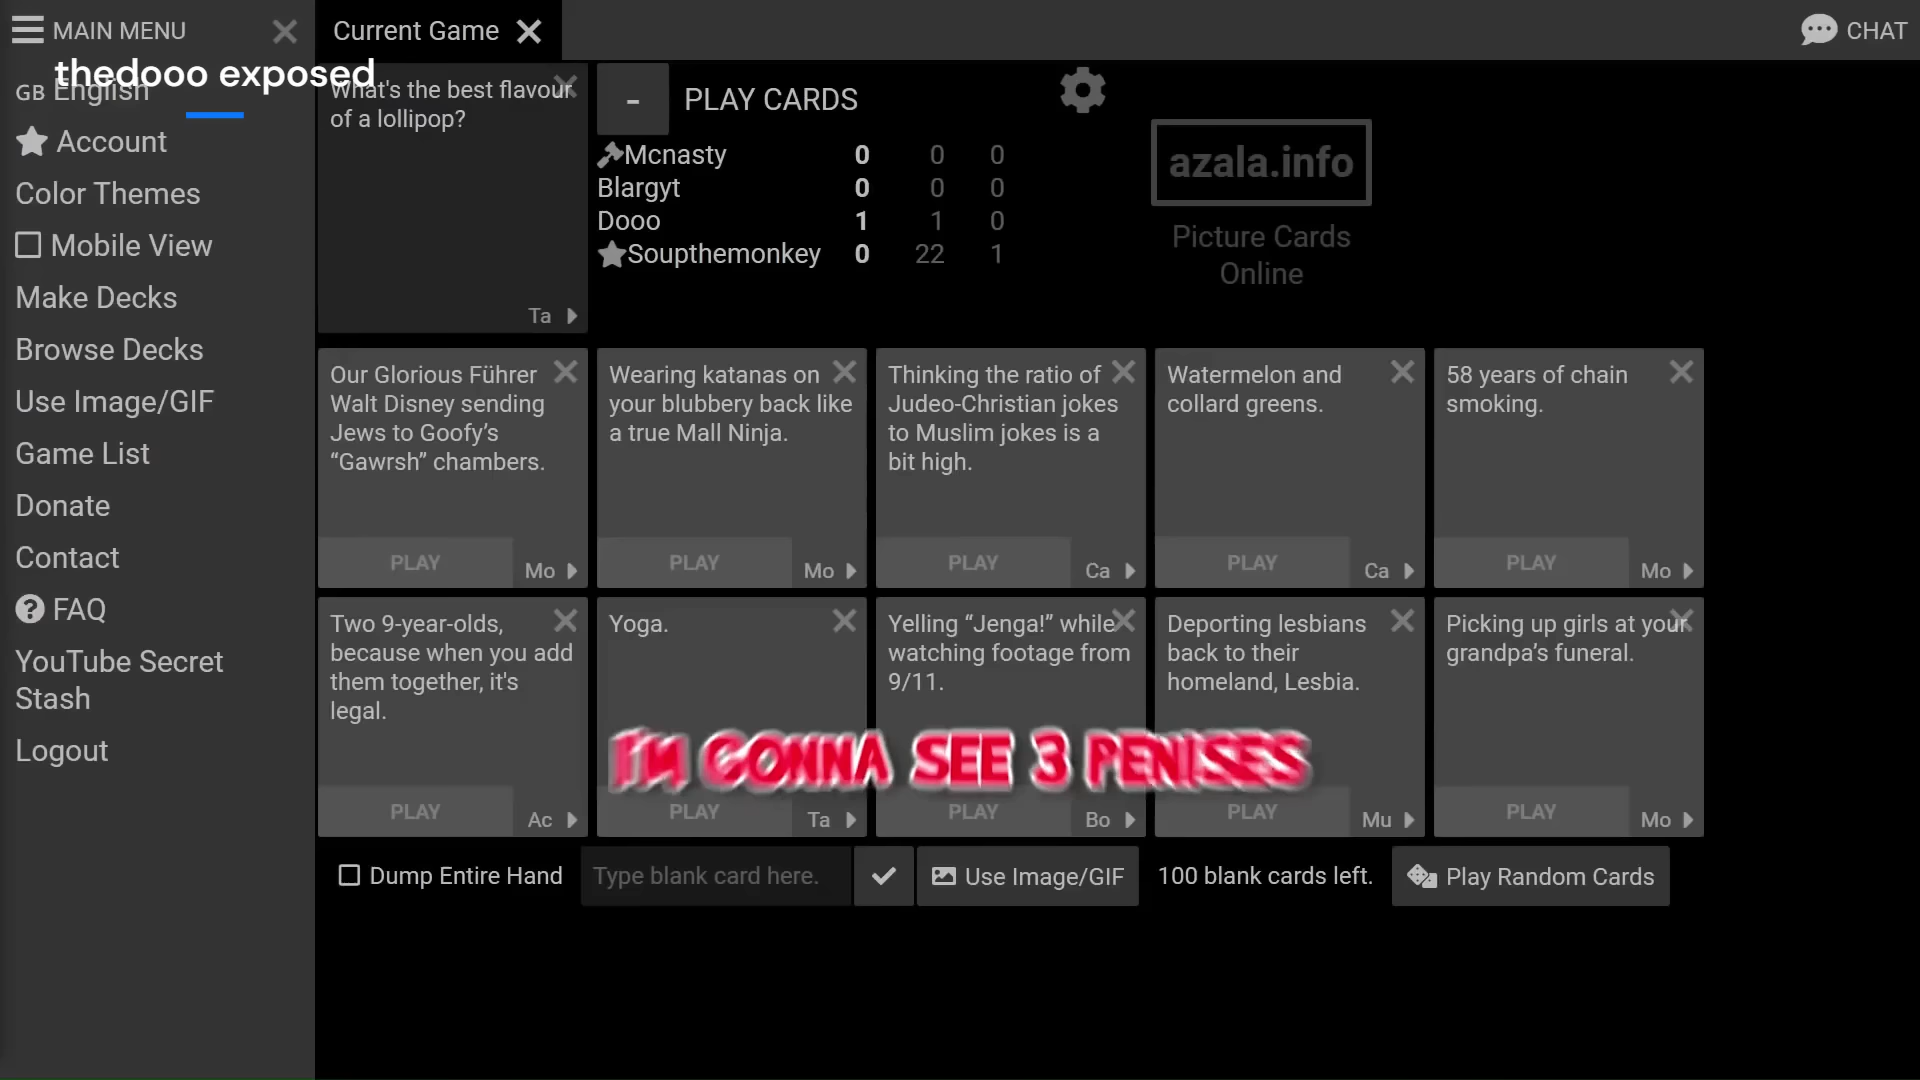 MAIN MENU
Current Game
CHAT
thedooo exposed
GB English
Account
Color Themes
Mobile View
Make Decks
Browse Decks
Use Image/GIF
Game List
Donate
Contact
FAQ
YouTube Secret
Stash
Logout
What's the best flavour
of a lollipop?
Ta
-
PLAY CARDS
Mcnasty 0 0 0
Blargyt 0 0 0
Dooo 1 1 0
Soupthemonkey 0 22 1
azala.info
Picture Cards
Online
Our Glorious Führer
Walt Disney sending
Jews to Goofy’s
“Gawrsh” chambers.
PLAY
Mo
Wearing katanas on
your blubbery back like
a true Mall Ninja.
PLAY
Mo
Thinking the ratio of
Judeo-Christian jokes
to Muslim jokes is a
bit high.
PLAY
Ca
Watermelon and
collard greens.
PLAY
Ca
58 years of chain
smoking.
PLAY
Mo
Two 9-year-olds,
because when you add
them together, it's
legal.
PLAY
Ac
Yoga.
PLAY
Ta
Yelling “Jenga!” while
watching footage from
9/11.
PLAY
Bo
Deporting lesbians
back to their
homeland, Lesbia.
PLAY
Mu
Picking up girls at your
grandpa’s funeral.
PLAY
Mo
I'M GONNA SEE 3 PENISES
Dump Entire Hand
Type blank card here.
Use Image/GIF
100 blank cards left.
Play Random Cards